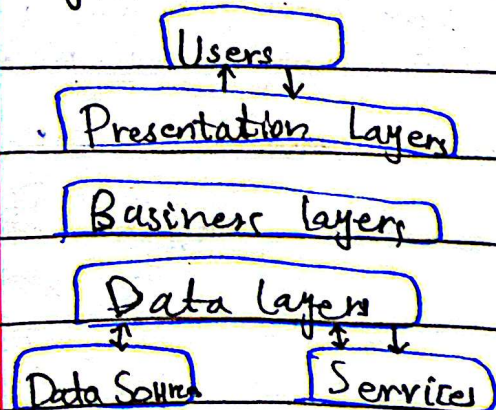 Users
Presentation Layers
Business layers
Data layers
Data Source
Services